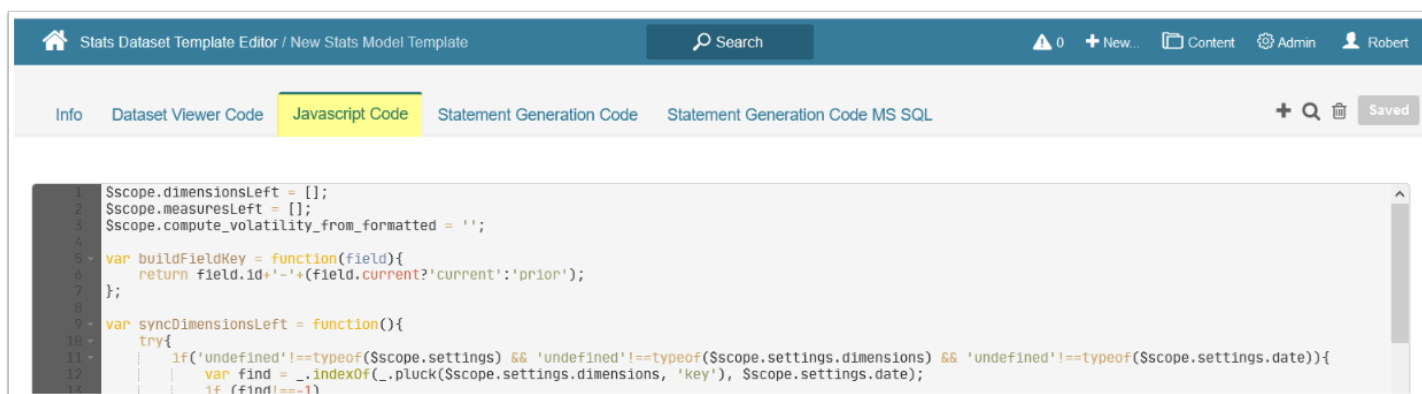 Stats Dataset Template Editor / New Stats Model Template Search 0 New... Content Admin Robert
Info Dataset Viewer Code Javascript Code Statement Generation Code Statement Generation Code MS SQL Saved
1 $scope.dimensionsLeft = [];
2 $scope.measuresLeft = [];
3 $scope.compute_volatility_from_formatted = '';
4
5 var buildFieldKey = function(field){
6 return field.id+'-'+(field.current?'current':'prior');
7 };
8
9 var syncDimensionsLeft = function(){
10 try{
11 if('undefined'!==typeof($scope.settings) && 'undefined'!==typeof($scope.settings.dimensions) && 'undefined'!==typeof($scope.settings.date)){
12 var find = _.indexOf(_.pluck($scope.settings.dimensions, 'key'), $scope.settings.date);
13 if (find!==-1)